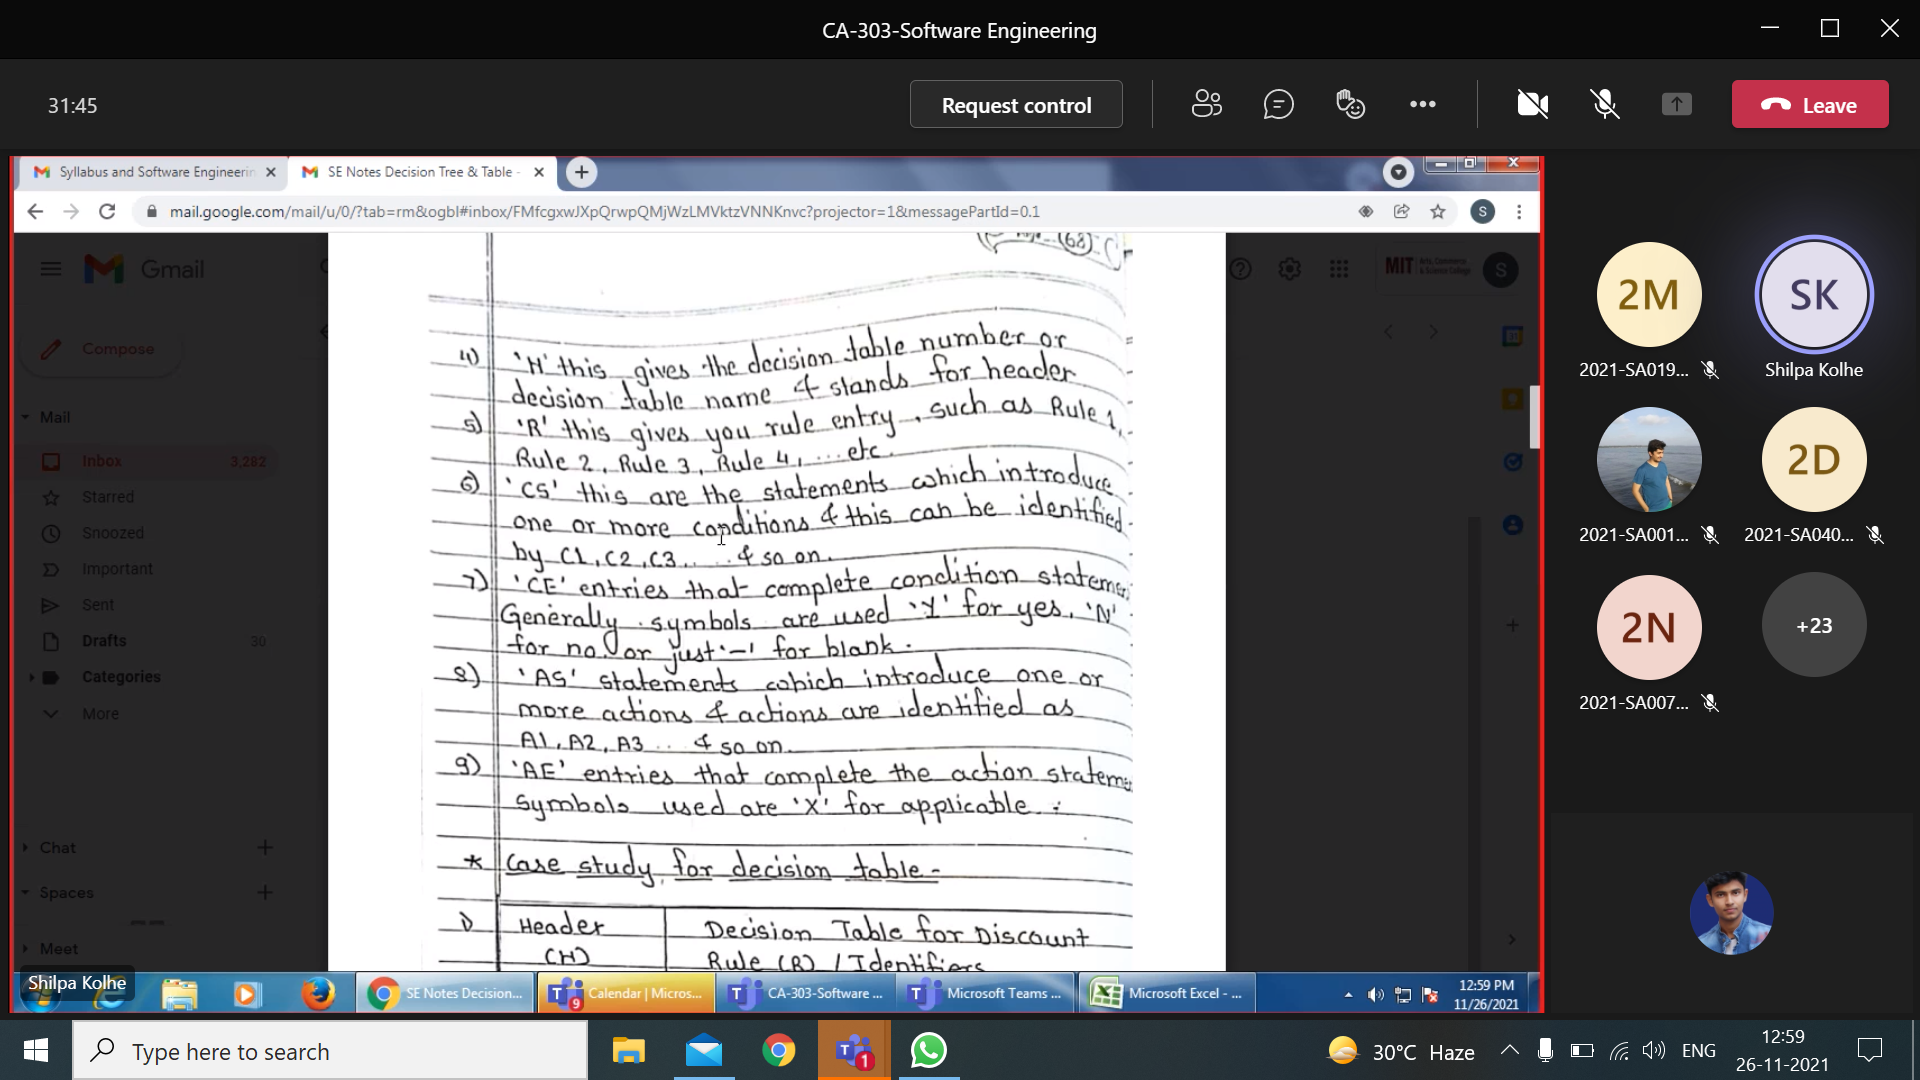 CA-303-Software Engineering
31:45
Request control
Leave
Syllabus and Software Engineerin
SE Notes Decision Tree & Table -
mail.google.com/mail/u/0/?tab=rm&ogbl#inbox/FMfcgxwJXpQrwpQMjWzLMVktzVNNKnvc?projector=1&messagePartId=0.1
S
Gmail
MIT Arts, Commerce & Science College
S
Compose
Mail
Inbox 3,282
Starred
Snoozed
Important
Sent
Drafts 30
Categories
More
Chat
Spaces
Meet
(68)
4) 'H' this gives the decision table number or
decision table name & stands for header
5) 'R' this gives you rule entry, such as Rule 1,
Rule 2, Rule 3, Rule 4, ... etc.
6) 'CS' this are the statements which introduce
one or more conditions & this can be identified
by C1, C2, C3, ... & so on.
7) 'CE' entries that complete condition stateme
Generally symbols are used 'Y' for yes, 'N'
for no, or just '-' for blank.
8) 'AS' statements which introduce one or
more actions & actions are identified as
A1, A2, A3 ... & so on.
9) 'AE' entries that complete the action stateme
symbols used are 'X' for applicable.
* Case study for decision table -
1) Header Decision Table for Discount
(H) Rule (R) / Identifiers
2M
2021-SA019...
SK
Shilpa Kolhe
2021-SA001...
2D
2021-SA040...
2N
2021-SA007...
+23
Shilpa Kolhe
SE Notes Decision...
9
Calendar | Micros...
CA-303-Software ...
Microsoft Teams ...
Microsoft Excel - ...
12:59 PM
11/26/2021
Type here to search
1
30°C Haze
ENG
12:59
26-11-2021